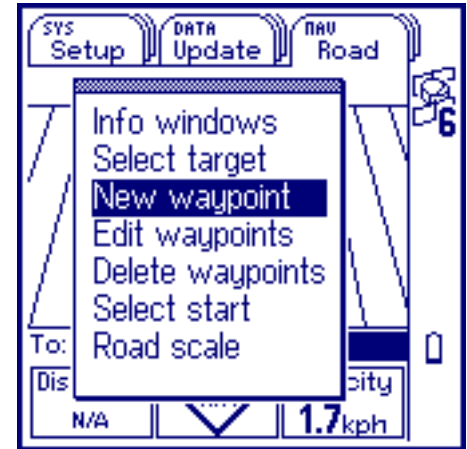 SYS DATA NAV
Setup Update Road
6
Info windows
Select target
New waypoint
Edit waypoints
Delete waypoints
Select start
Road scale
To:
Dis city
N/A 1.7kph